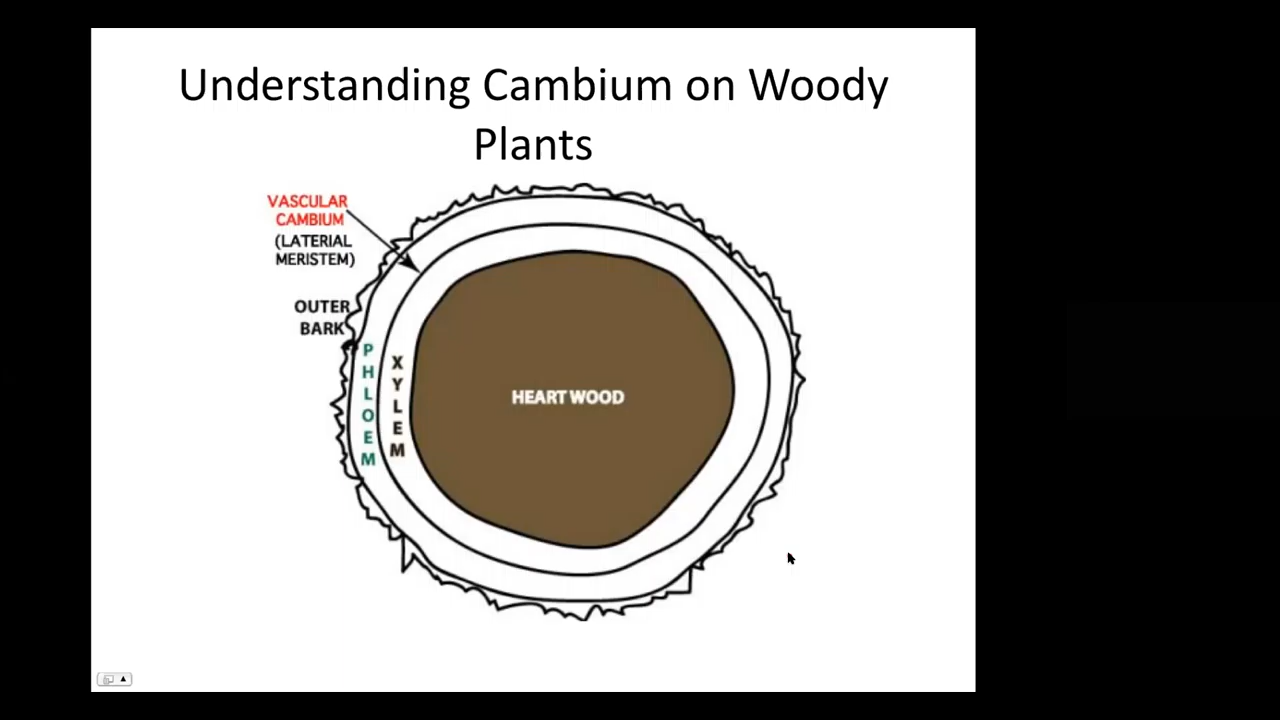 Understanding Cambium on Woody
Plants
VASCULAR
CAMBIUM
(LATERIAL
MERISTEM)
OUTER
BARK
PHLOEM
XYLEM
HEART WOOD